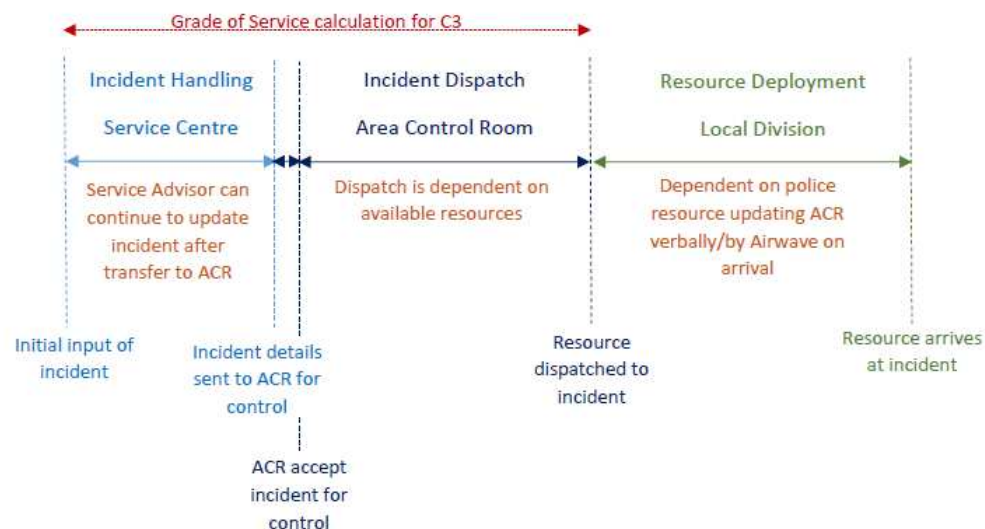 Grade of Service calculation for C3
Incident Handling
Service Centre
Incident Dispatch
Area Control Room
Resource Deployment
Local Division
Service Advisor can
continue to update
incident after
transfer to ACR
Dispatch is dependent on
available resources
Dependent on police
resource updating ACR
verbally/by Airwave on
arrival
Initial input of
incident
Incident details
sent to ACR for
control
ACR accept
incident for
control
Resource
dispatched to
incident
Resource arrives
at incident